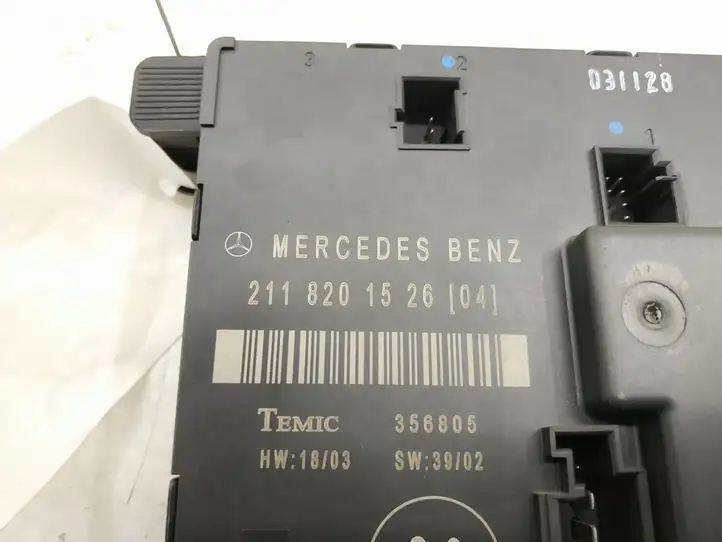 3 2
031128
1
MERCEDES BENZ
211 820 15 26 [04]
TEMIC 356805
HW:18/03 SW:39/02